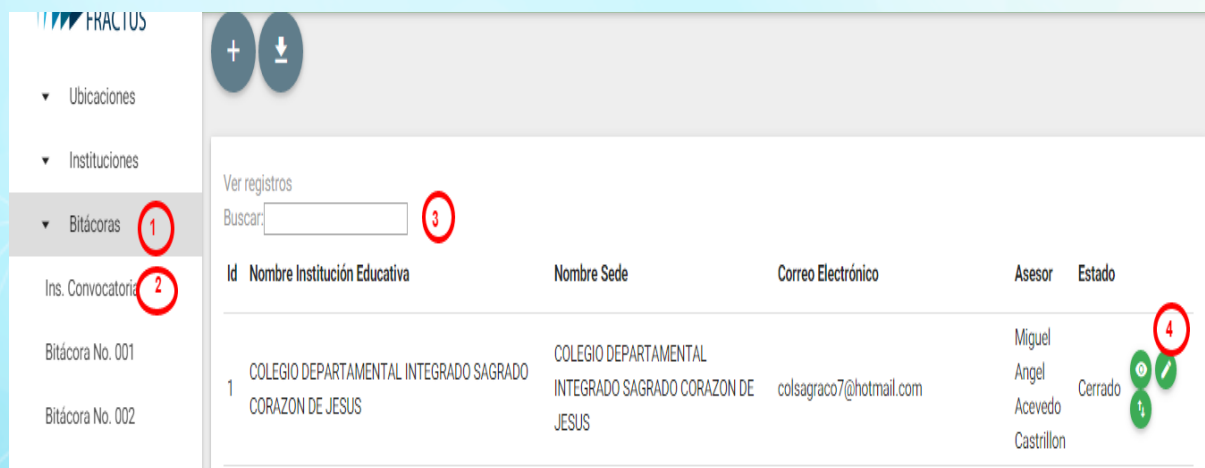 FRACTUS
Ubicaciones
Instituciones
Bitácoras 1
Ins. Convocatoria 2
Bitácora No. 001
Bitácora No. 002
+
Ver registros
Buscar: 3
Id Nombre Institución Educativa Nombre Sede Correo Electrónico Asesor Estado
4
1 COLEGIO DEPARTAMENTAL INTEGRADO SAGRADO
CORAZON DE JESUS
COLEGIO DEPARTAMENTAL
INTEGRADO SAGRADO CORAZON DE
JESUS
colsagraco7@hotmail.com
Miguel
Angel
Acevedo
Castrillon
Cerrado